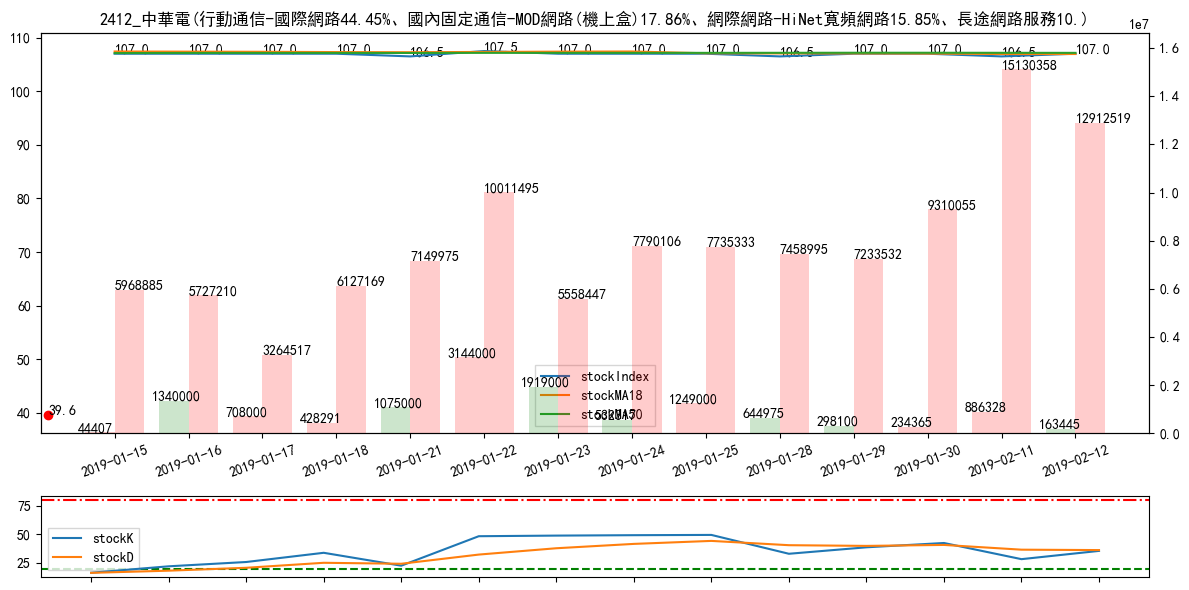 2412_中華電(行動通信-國際網路44.45%、國內固定通信-MOD網路(機上盒)17.86%、網際網路-HiNet寬頻網路15.85%、長途網路服務10.)
1e7
110
100
90
80
70
60
50
40
107.0 107.0 107.0 107.0 106.5 107.5 107.0 107.0 107.0 106.5 107.0 107.0 106.5 107.0
5968885 5727210 3264517 6127169 7149975 10011495 5558447 7790106 7735333 7458995 7233532 9310055 15130358 12912519
39.6
44407 1340000 708000 428291 1075000 3144000 1919000 1249000 644975 298100 234365 886328 163445
stockIndex
stockMA18
stockMA50
1.6
1.4
1.2
1.0
0.8
0.6
0.4
0.2
0.0
2019-01-15 2019-01-16 2019-01-17 2019-01-18 2019-01-21 2019-01-22 2019-01-23 2019-01-24 2019-01-25 2019-01-28 2019-01-29 2019-01-30 2019-02-11 2019-02-12
75
50
25
stockK
stockD